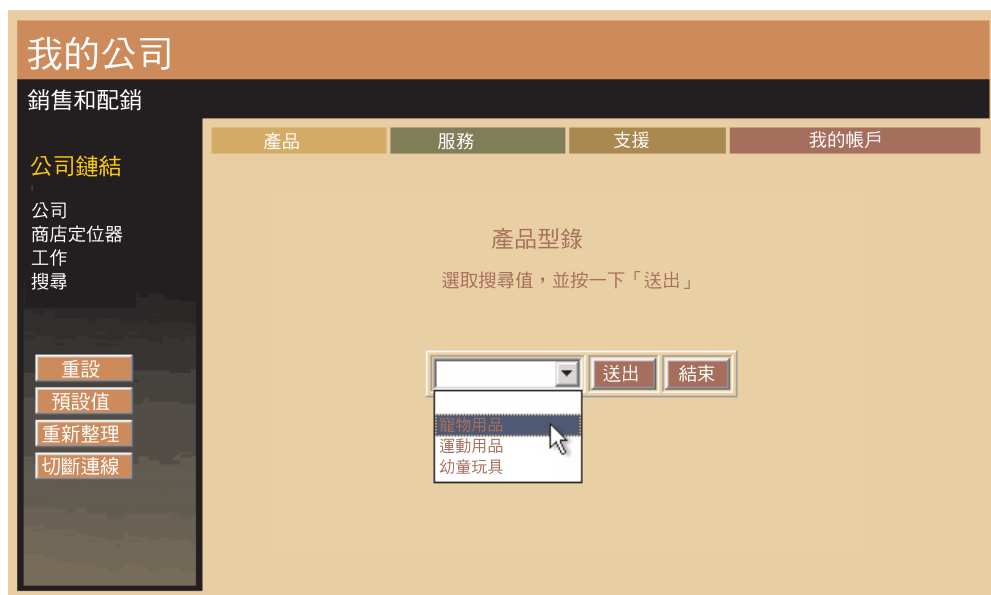 我的公司
銷售和配銷
產品
服務
支援
我的帳戶
公司鏈結
公司
商店定位器
工作
搜尋
產品型錄
選取搜尋值，並按一下「送出」
送出
結束
寵物用品
運動用品
幼童玩具
重設
預設值
重新整理
切斷連線